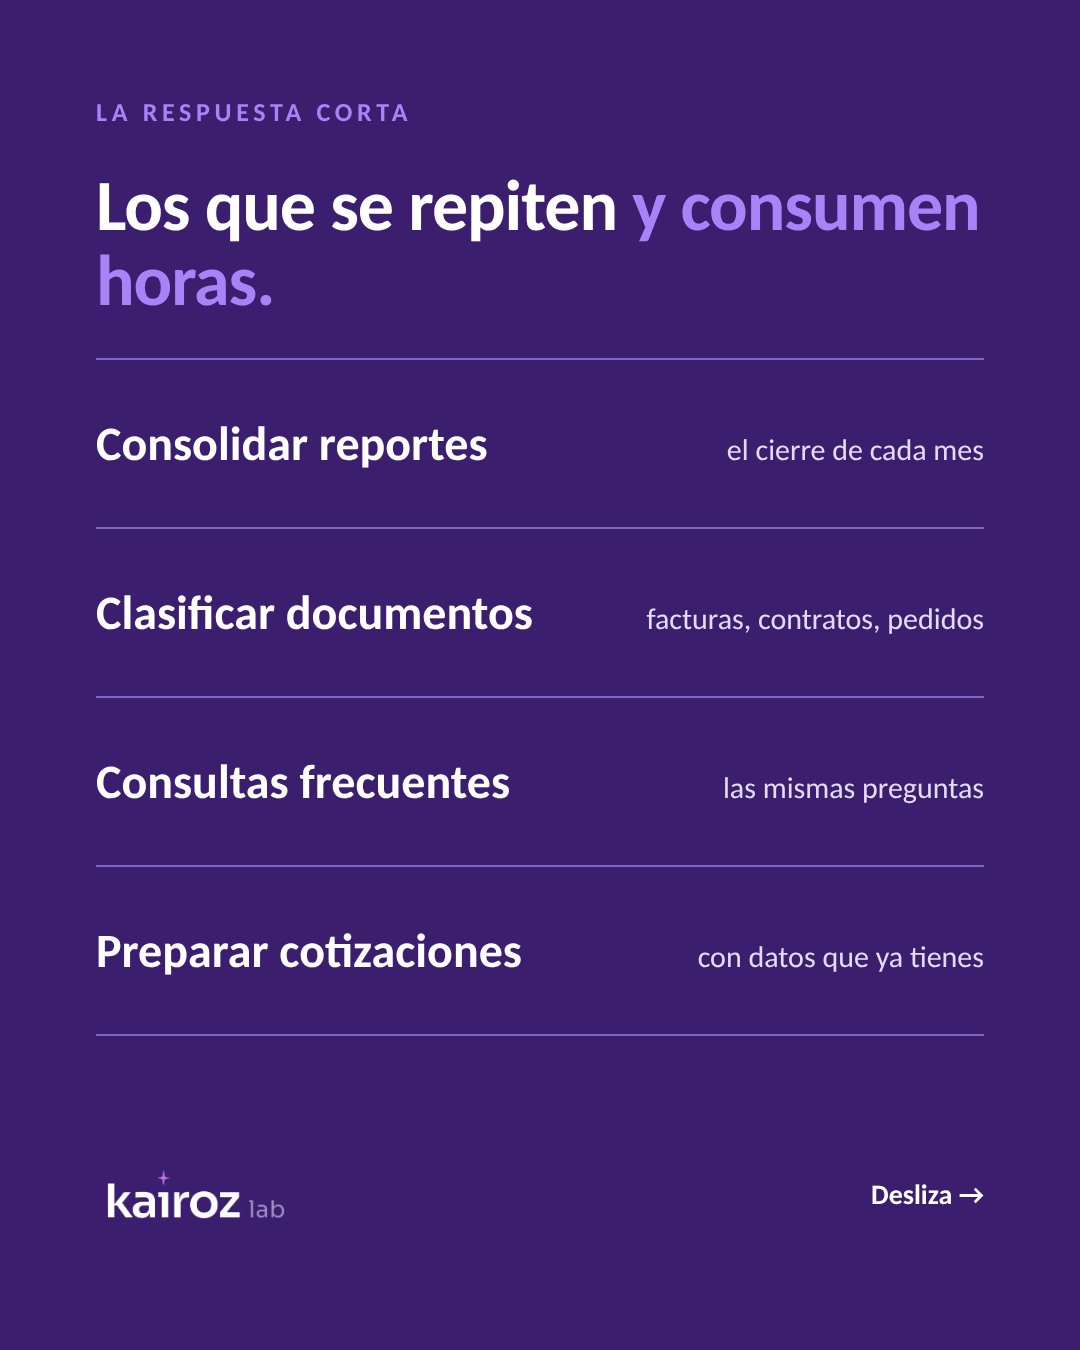 LA RESPUESTA CORTA
Los que se repiten y consumen
horas.
Consolidar reportes el cierre de cada mes
Clasificar documentos facturas, contratos, pedidos
Consultas frecuentes las mismas preguntas
Preparar cotizaciones con datos que ya tienes
kairoz lab Desliza →